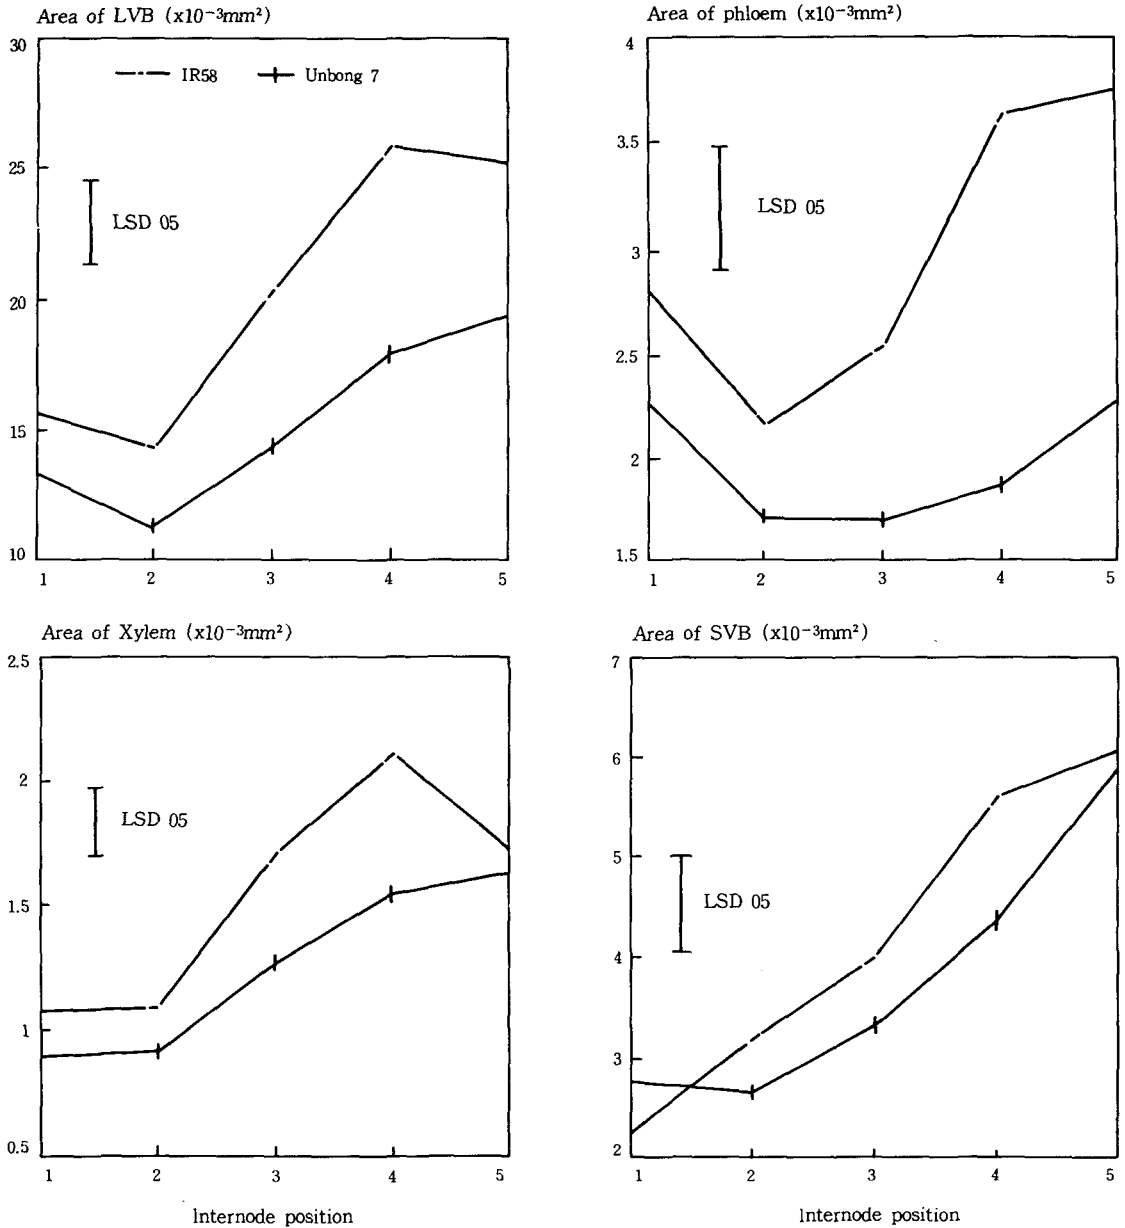 Area of LVB (x10⁻³mm²)
30
25
20
15
10
IR58
Unbong 7
LSD 05
1 2 3 4 5
Area of phloem (x10⁻³mm²)
4
3.5
3
2.5
2
1.5
LSD 05
1 2 3 4 5
Area of Xylem (x10⁻³mm²)
2.5
2
1.5
1
0.5
LSD 05
1 2 3 4 5
Internode position
Area of SVB (x10⁻³mm²)
7
6
5
4
3
2
LSD 05
1 2 3 4 5
Internode position